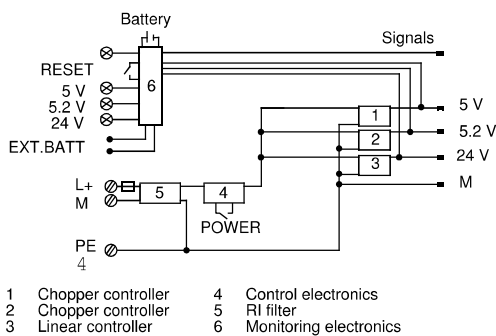 Battery
Signals
RESET
6
5 V
5.2 V
24 V
EXT.BATT
1
5 V
2
5.2 V
3
24 V
M
L+
M
5
4
POWER
PE
4
1 Chopper controller 4 Control electronics
2 Chopper controller 5 RI filter
3 Linear controller 6 Monitoring electronics